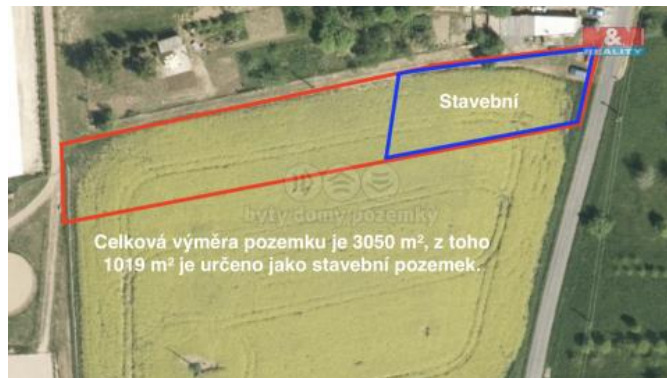 M&M
REALITY
Stavební
byty domy pozemky
Celková výměra pozemku je 3050 m², z toho
1019 m² je určeno jako stavební pozemek.